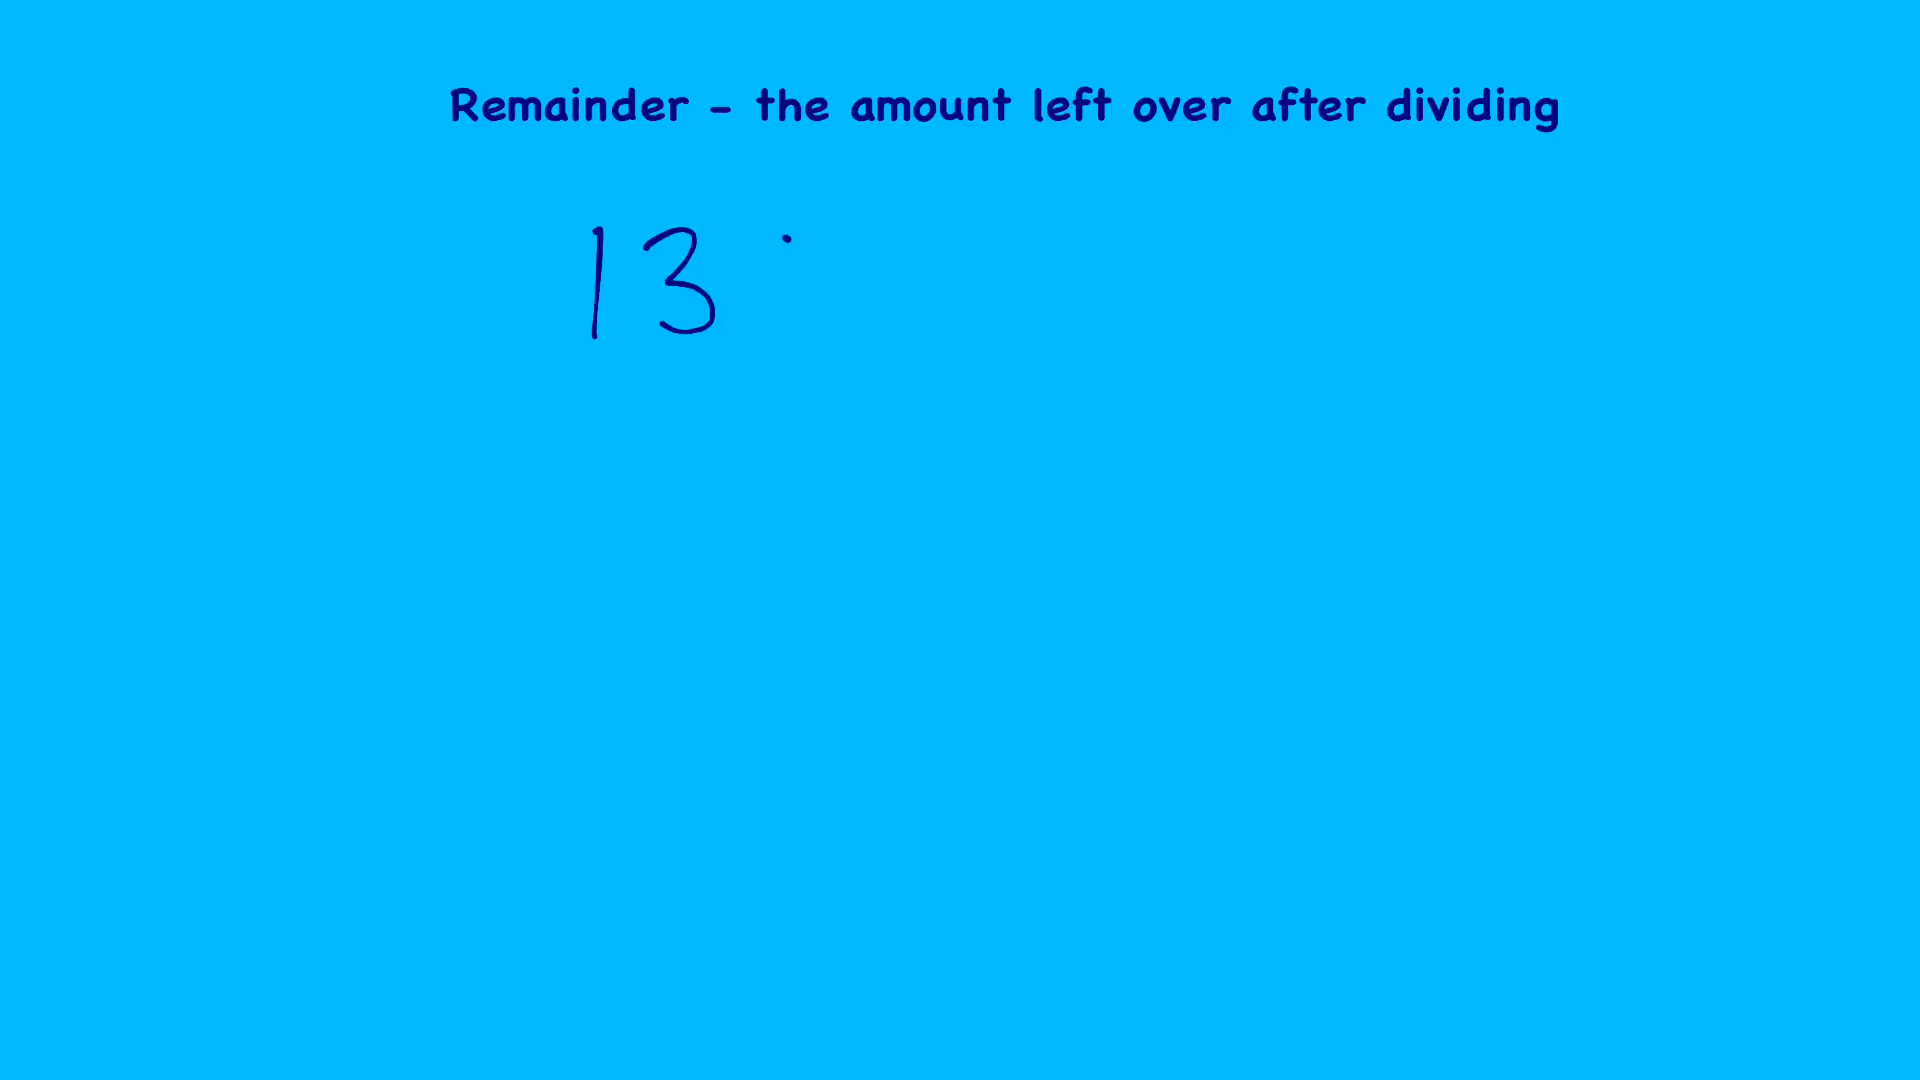 Remainder - the amount left over after dividing
13 ·